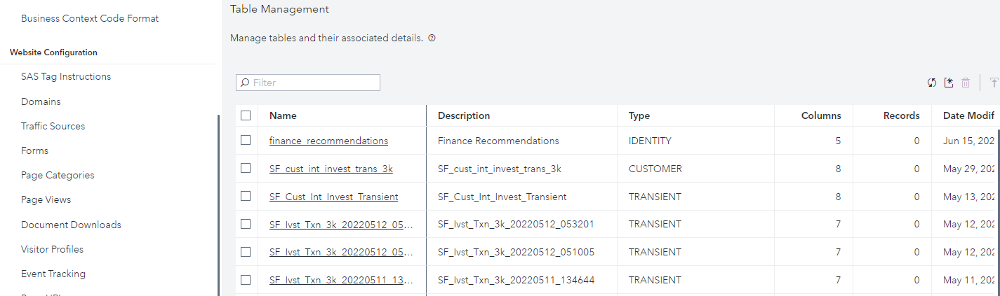 Business Context Code Format
Website Configuration
SAS Tag Instructions
Domains
Traffic Sources
Forms
Page Categories
Page Views
Document Downloads
Visitor Profiles
Event Tracking
Table Management
Manage tables and their associated details.
Filter
Name Description Type Columns Records Date Modif
finance_recommendations Finance Recommendations IDENTITY 5 0 Jun 15, 202
SF_cust_int_invest_trans_3k SF_cust_int_invest_trans_3k CUSTOMER 8 0 May 29, 202
SF_Cust_Int_Invest_Transient SF_Cust_Int_Invest_Transient TRANSIENT 8 0 May 13, 202
SF_Ivst_Txn_3k_20220512_05... SF_Ivst_Txn_3k_20220512_053201 TRANSIENT 7 0 May 12, 202
SF_Ivst_Txn_3k_20220512_05... SF_Ivst_Txn_3k_20220512_051005 TRANSIENT 7 0 May 12, 202
SF_Ivst_Txn_3k_20220511_13... SF_Ivst_Txn_3k_20220511_134644 TRANSIENT 7 0 May 11, 202